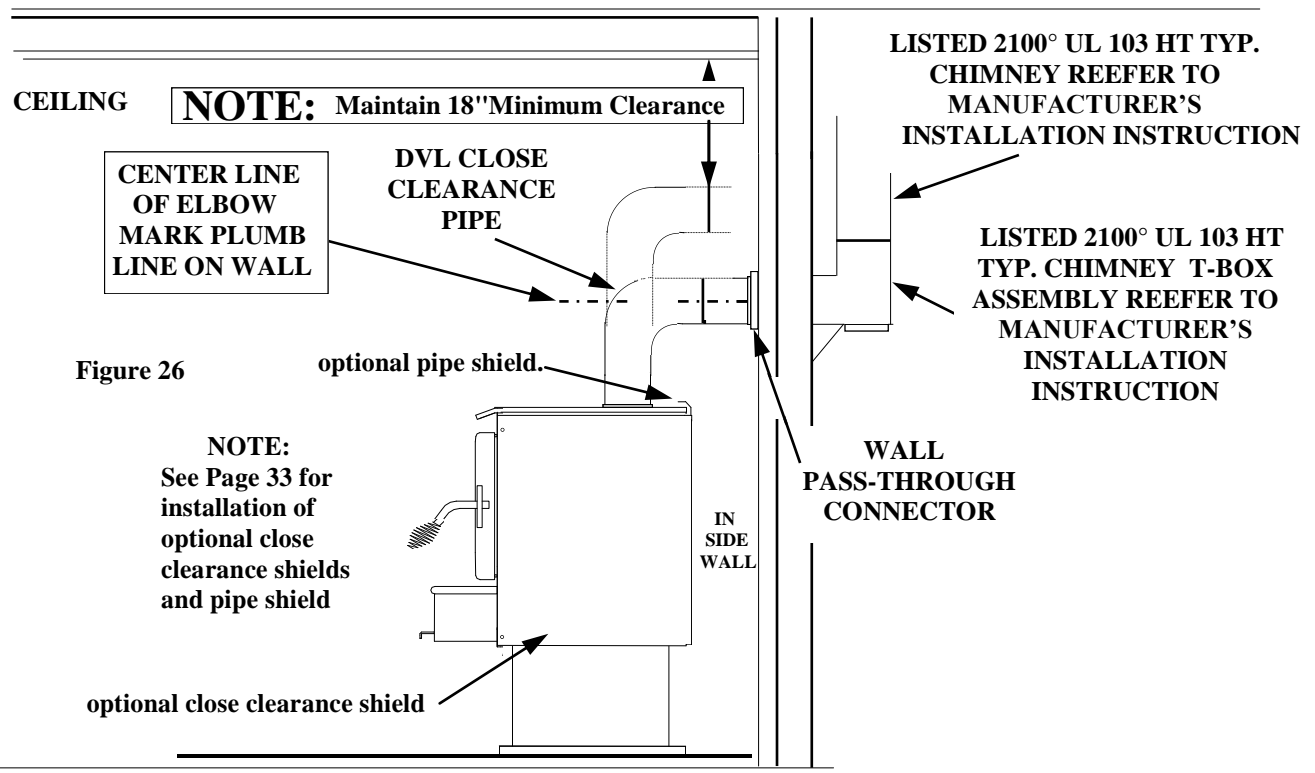 LISTED 2100° UL 103 HT TYP.
CHIMNEY REEFER TO
MANUFACTURER'S
INSTALLATION INSTRUCTION
CEILING
NOTE: Maintain 18"Minimum Clearance
CENTER LINE
OF ELBOW
MARK PLUMB
LINE ON WALL
DVL CLOSE
CLEARANCE
PIPE
LISTED 2100° UL 103 HT
TYP. CHIMNEY T-BOX
ASSEMBLY REEFER TO
MANUFACTURER'S
INSTALLATION
INSTRUCTION
Figure 26
optional pipe shield.
NOTE:
See Page 33 for
installation of
optional close
clearance shields
and pipe shield
WALL
PASS-THROUGH
CONNECTOR
IN
SIDE
WALL
optional close clearance shield